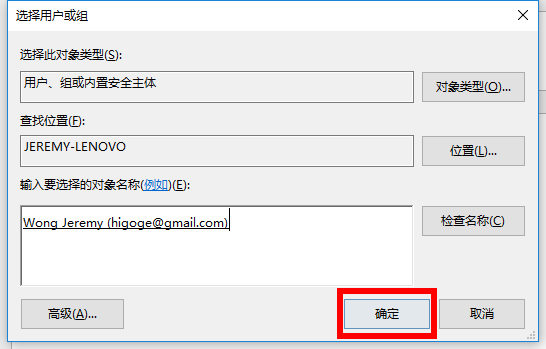 选择用户或组
选择此对象类型(S):
用户、组或内置安全主体
对象类型(O)...
查找位置(F):
JEREMY-LENOVO
位置(L)...
输入要选择的对象名称(例如)(E):
Wong Jeremy (higoge@gmail.com)
检查名称(C)
高级(A)...
确定
取消